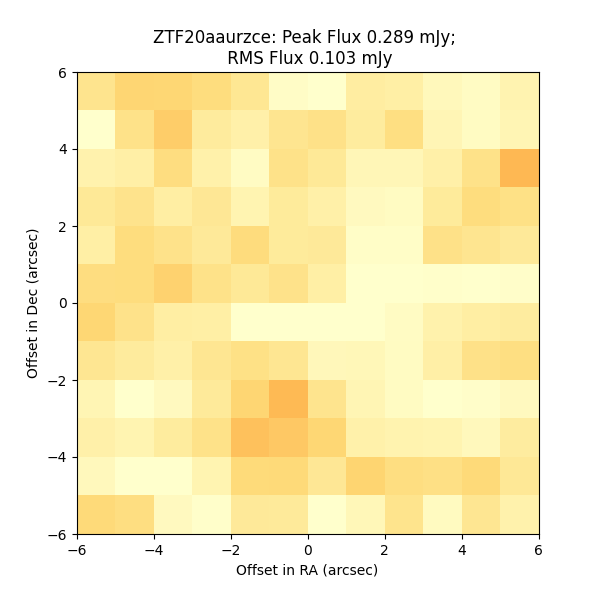 ZTF20aaurzce: Peak Flux 0.289 mJy;
RMS Flux 0.103 mJy
6
4
2
0
−2
−4
−6
Offset in Dec (arcsec)
−6 −4 −2 0 2 4 6
Offset in RA (arcsec)